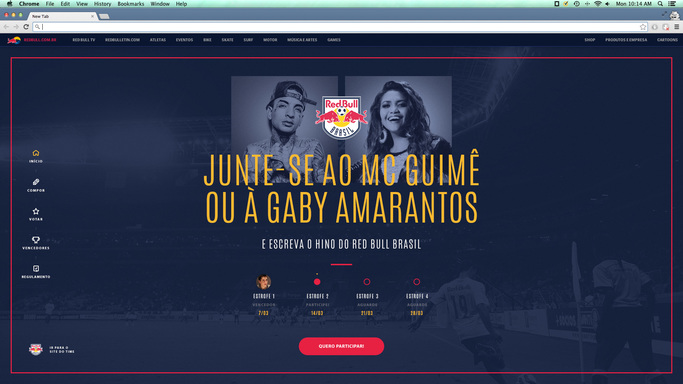 Chrome File Edit View History Bookmarks Window Help
Mon 10:14 AM
New Tab
REDBULL.COM.BR RED BULL TV REDBULLETIN.COM ATLETAS EVENTOS BIKE SKATE SURF MOTOR MÚSICA E ARTES GAMES SHOP PRODUTOS E EMPRESA CARTOONS
Red Bull
BRASIL
JUNTE-SE AO MC GUIMÊ
OU À GABY AMARANTOS
E ESCREVA O HINO DO RED BULL BRASIL
INÍCIO
COMPOR
VOTAR
VENCEDORES
REGULAMENTO
ESTROFE 1 ESTROFE 2 ESTROFE 3 ESTROFE 4
VENCEDOR PARTICIPE! AGUARDE AGUARDE
7/03 14/03 21/03 28/03
QUERO PARTICIPAR!
IR PARA O
SITE DO TIME